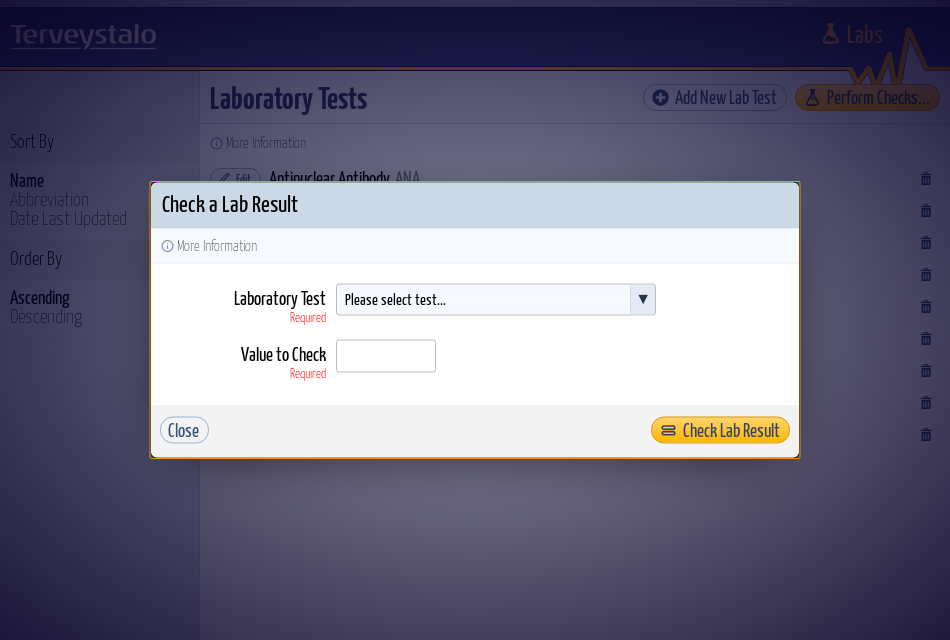 Terveystalo
Labs
Laboratory Tests
Add New Lab Test
Perform Checks...
Sort By
More Information
Name
Edit
Antinuclear Antibody ANA
Abbreviation
Date Last Updated
Order By
Ascending
Descending
Check a Lab Result
More Information
Laboratory Test
Required
Please select test...
Value to Check
Required
Close
Check Lab Result